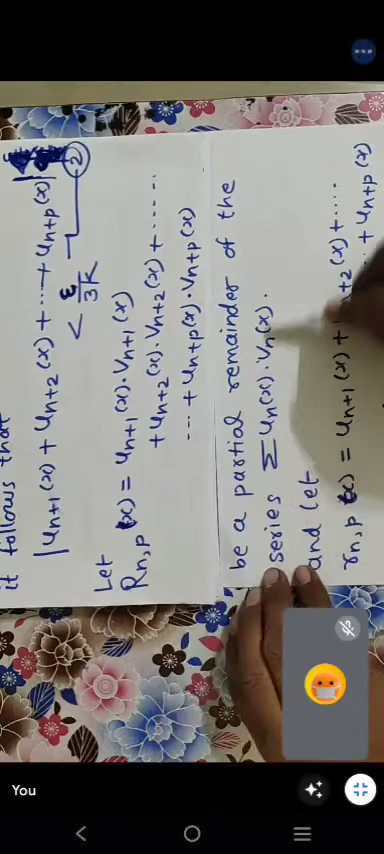 it follows that
|u_{n+1}(x) + u_{n+2}(x) + ... + u_{n+p}(x)|
< ε/3K ②
Let
R_{n,p}(x) = u_{n+1}(x)·v_{n+1}(x)
+ u_{n+2}(x)·v_{n+2}(x) + ......
... + u_{n+p}(x)·v_{n+p}(x)
be a partial remainder of the
series Σ u_n(x)·v_n(x).
and let
r_{n,p}(x) = u_{n+1}(x) + n+2(x) + ....
.. + u_{n+p}(x)
You